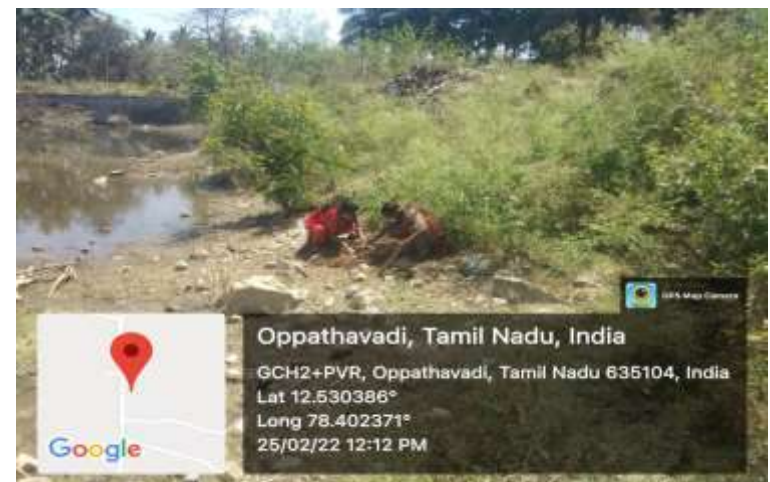 GPS Map Camera
Oppathavadi, Tamil Nadu, India
GCH2+PVR, Oppathavadi, Tamil Nadu 635104, India
Lat 12.530386°
Long 78.402371°
25/02/22 12:12 PM
Google